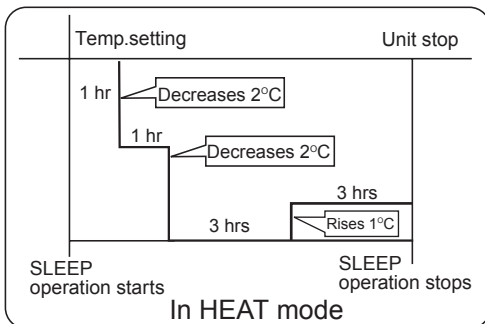 Temp.setting
Unit stop
1 hr
Decreases 2°C
1 hr
Decreases 2°C
3 hrs
3 hrs
Rises 1°C
SLEEP
operation starts
SLEEP
operation stops
In HEAT mode